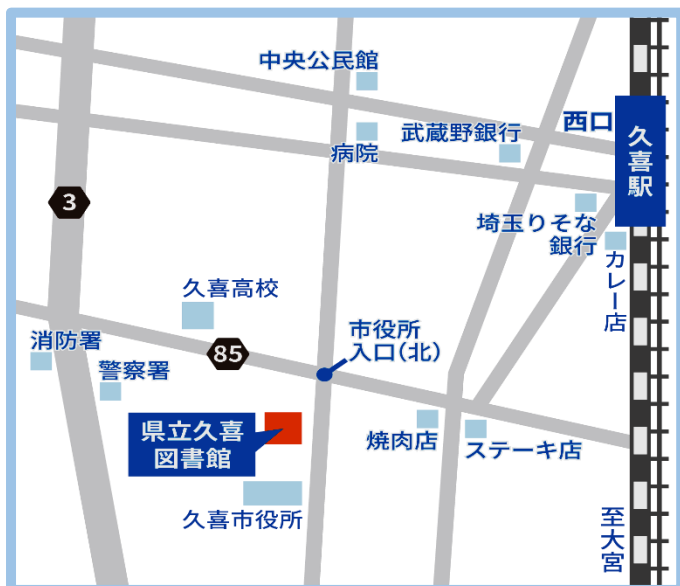 中央公民館
病院
武蔵野銀行
西口
久喜駅
埼玉りそな
銀行
カレー店
3
久喜高校
市役所
入口(北)
消防署
85
警察署
県立久喜
図書館
焼肉店
ステーキ店
久喜市役所
至大宮